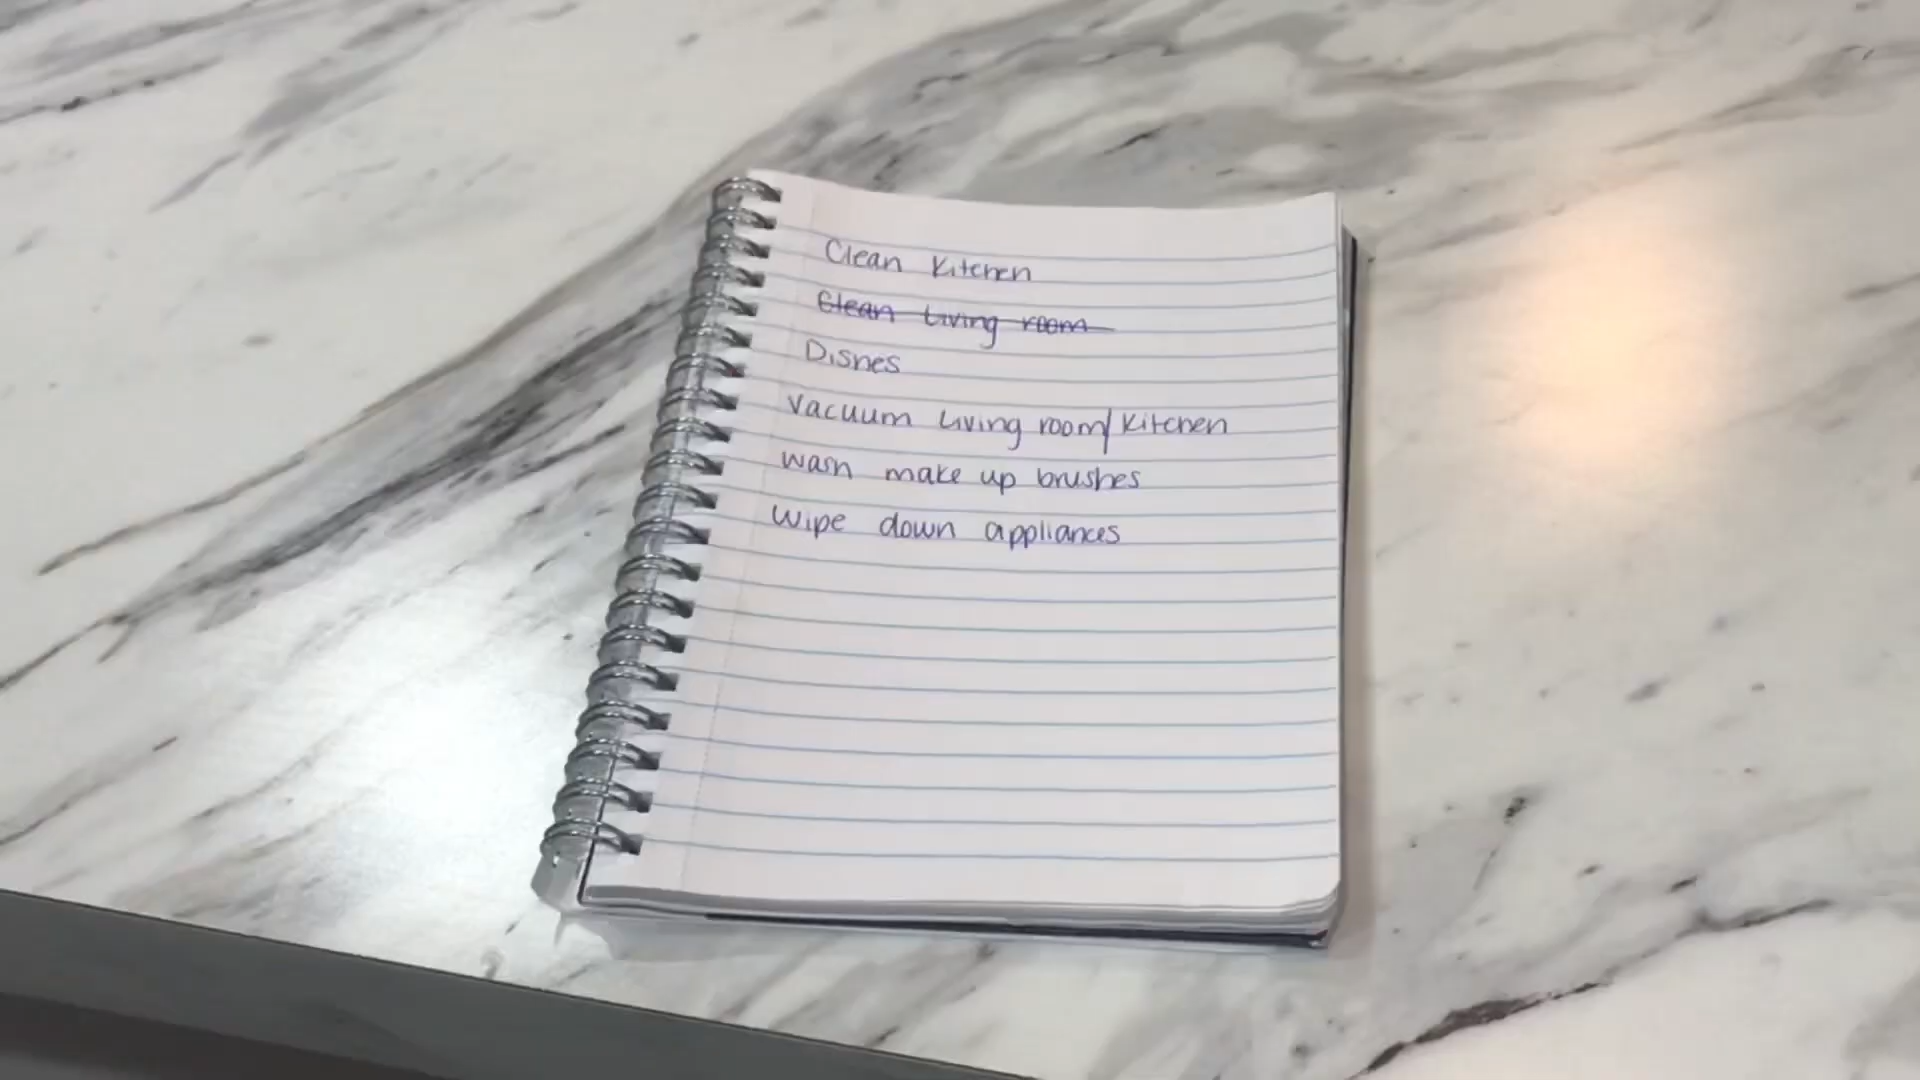 Clean Kitchen
Clean Living room
Dishes
Vacuum Living room/Kitchen
Wash make up brushes
Wipe down appliances